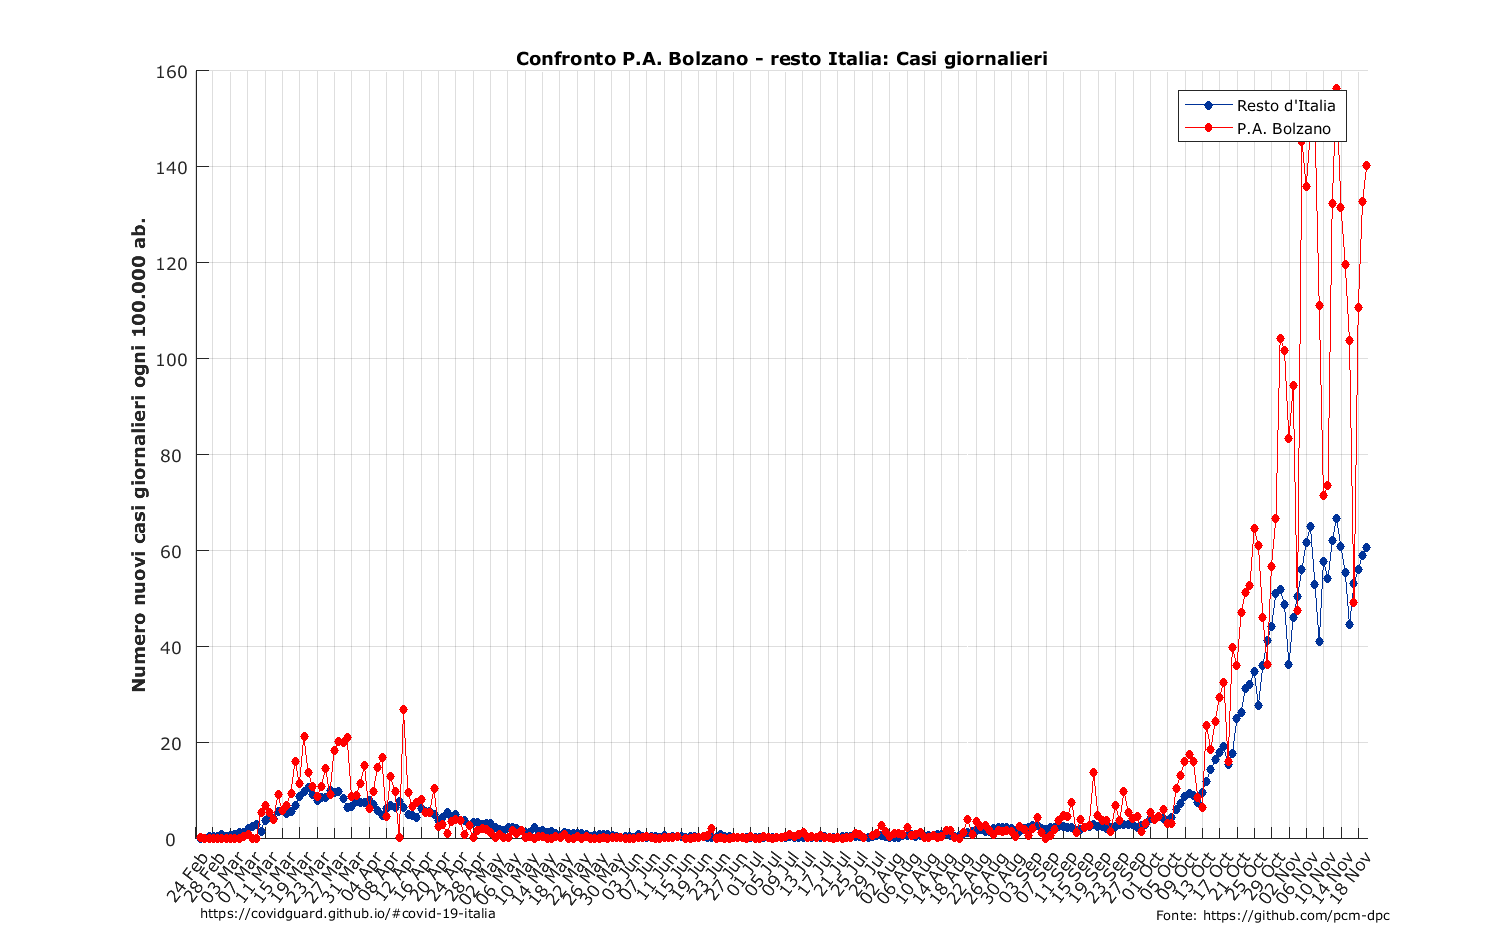 Confronto P.A. Bolzano - resto Italia: Casi giornalieri
Resto d'Italia
P.A. Bolzano
Numero nuovi casi giornalieri ogni 100.000 ab.
160
140
120
100
80
60
40
20
0
24 Feb
28 Feb
03 Mar
07 Mar
11 Mar
15 Mar
19 Mar
23 Mar
27 Mar
31 Mar
04 Apr
08 Apr
12 Apr
16 Apr
20 Apr
24 Apr
28 Apr
02 May
06 May
10 May
14 May
18 May
22 May
26 May
30 May
03 Jun
07 Jun
11 Jun
15 Jun
19 Jun
23 Jun
27 Jun
01 Jul
05 Jul
09 Jul
13 Jul
17 Jul
21 Jul
25 Jul
29 Jul
02 Aug
06 Aug
10 Aug
14 Aug
18 Aug
22 Aug
26 Aug
30 Aug
03 Sep
07 Sep
11 Sep
15 Sep
19 Sep
23 Sep
27 Sep
01 Oct
05 Oct
09 Oct
13 Oct
17 Oct
21 Oct
25 Oct
29 Oct
02 Nov
06 Nov
10 Nov
14 Nov
18 Nov
https://covidguard.github.io/#covid-19-italia
Fonte: https://github.com/pcm-dpc